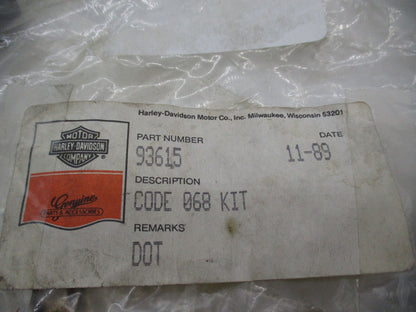 Harley-Davidson Motor Co., Inc. Milwaukee, Wisconsin 53201
MOTOR
HARLEY-DAVIDSON
COMPANY
Genuine
PARTS & ACCESSORIES
PART NUMBER DATE
93615 11-89
DESCRIPTION
CODE 068 KIT
REMARKS
DOT